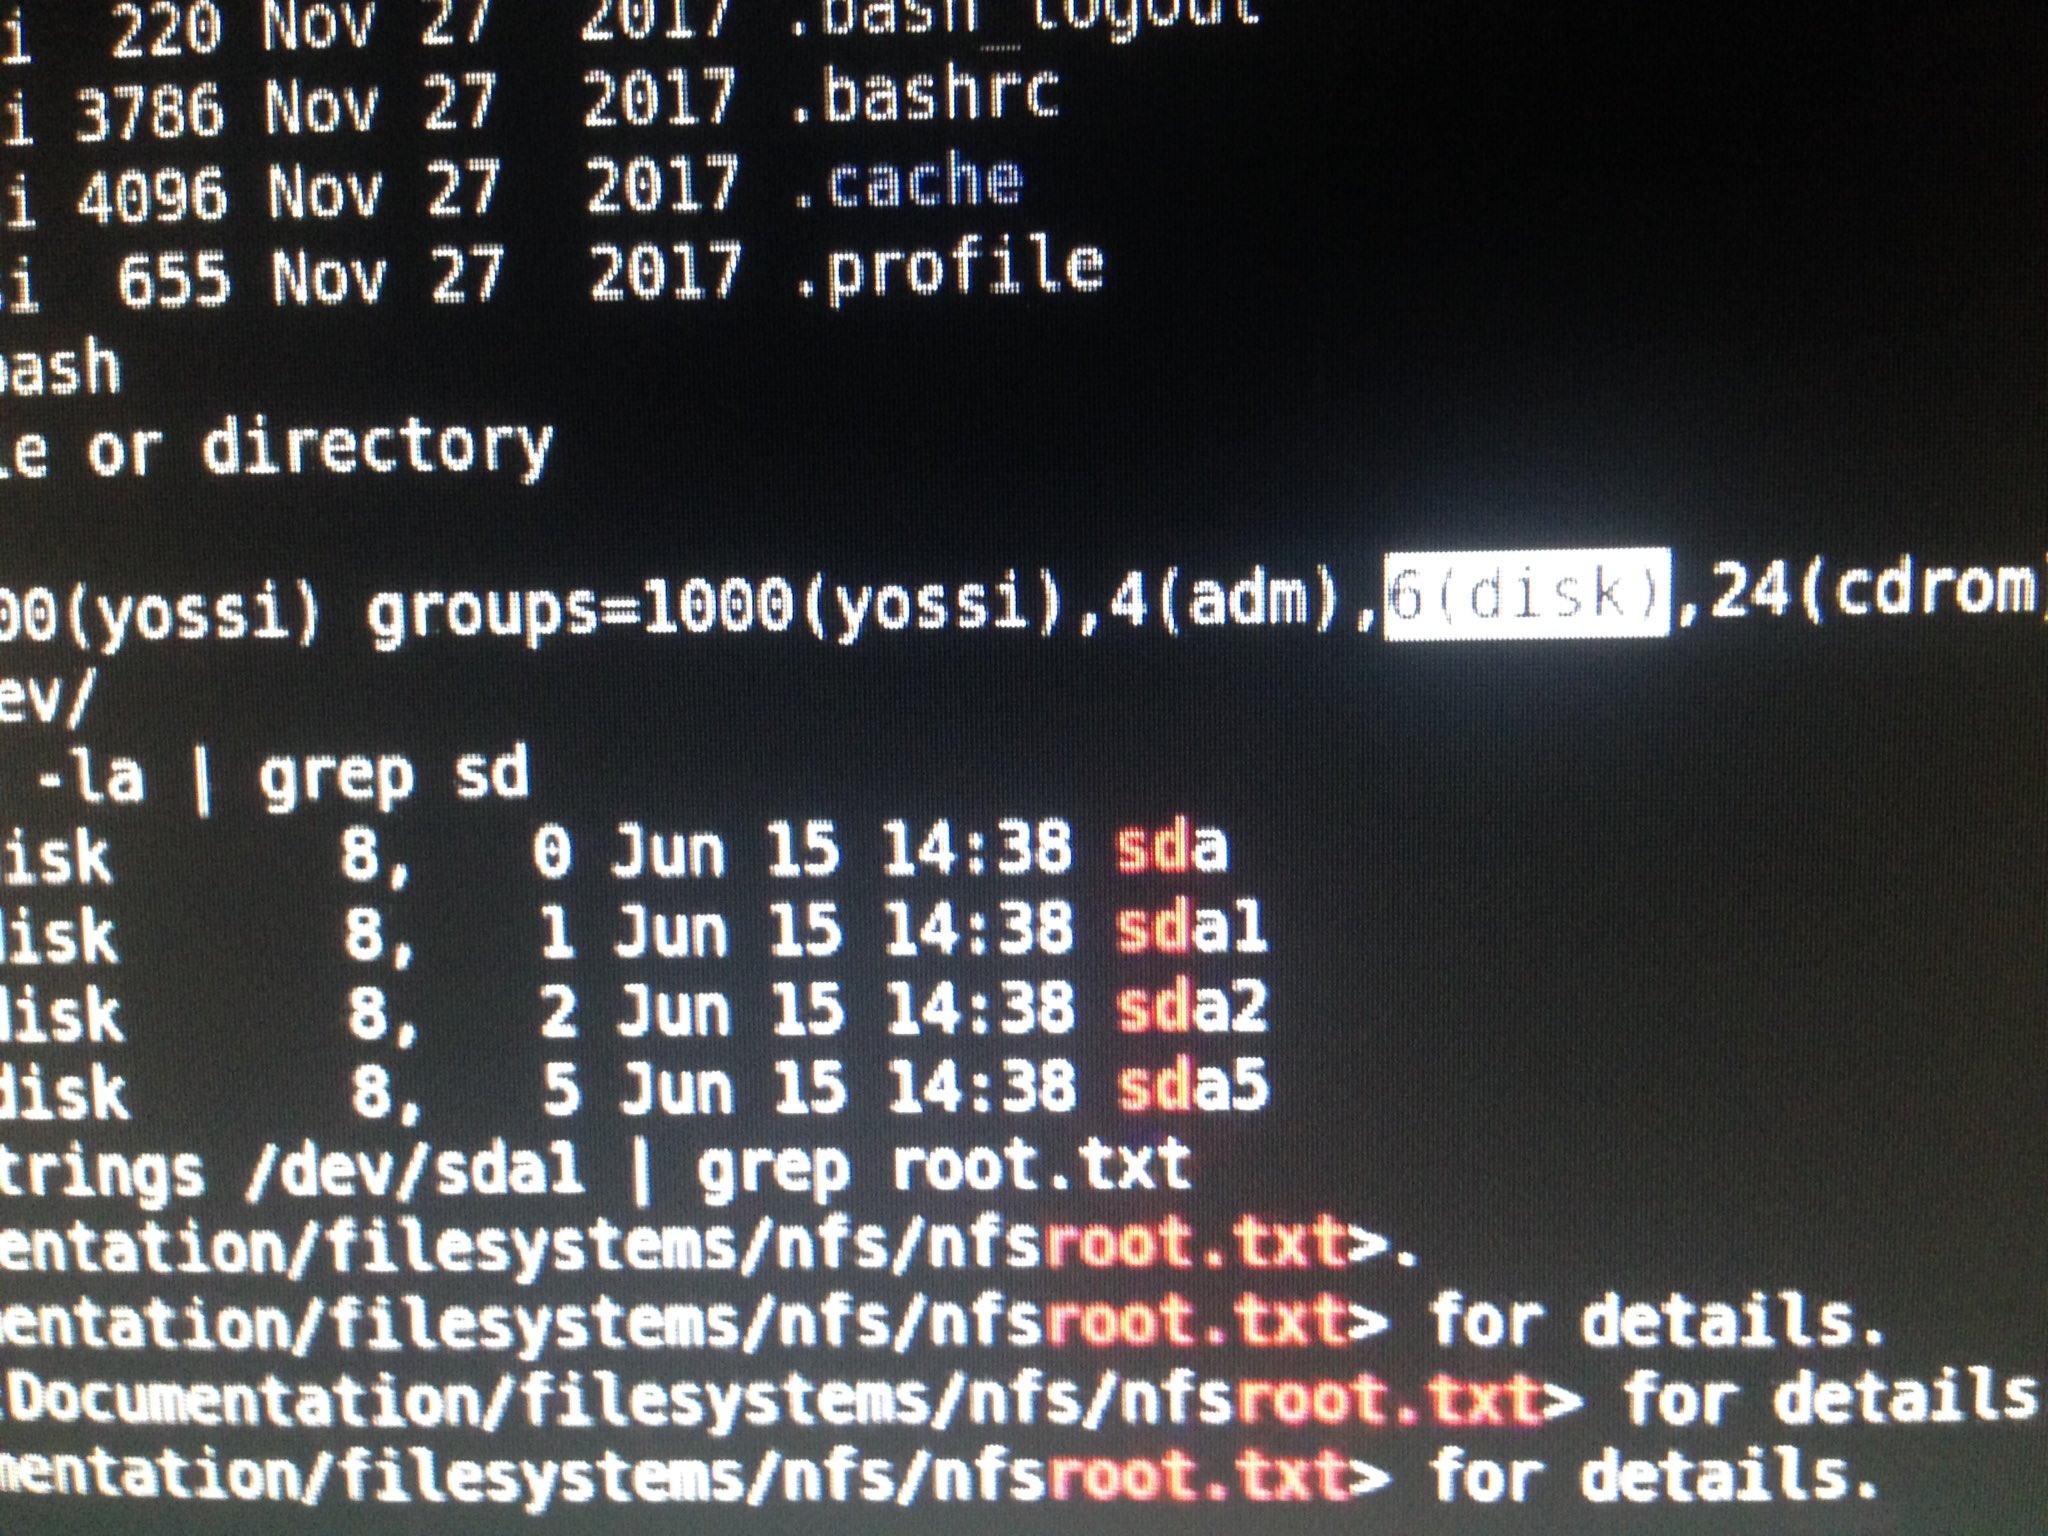 i 220 Nov 27 2017 .bash_logout
i 3786 Nov 27 2017 .bashrc
i 4096 Nov 27 2017 .cache
i 655 Nov 27 2017 .profile
bash
le or directory
00(yossi) groups=1000(yossi),4(adm),6(disk),24(cdrom)
ev/
-la | grep sd
disk 8, 0 Jun 15 14:38 sda
disk 8, 1 Jun 15 14:38 sda1
disk 8, 2 Jun 15 14:38 sda2
disk 8, 5 Jun 15 14:38 sda5
trings /dev/sda1 | grep root.txt
entation/filesystems/nfs/nfsroot.txt>.
entation/filesystems/nfs/nfsroot.txt> for details.
Documentation/filesystems/nfs/nfsroot.txt> for details
mentation/filesystems/nfs/nfsroot.txt> for details.